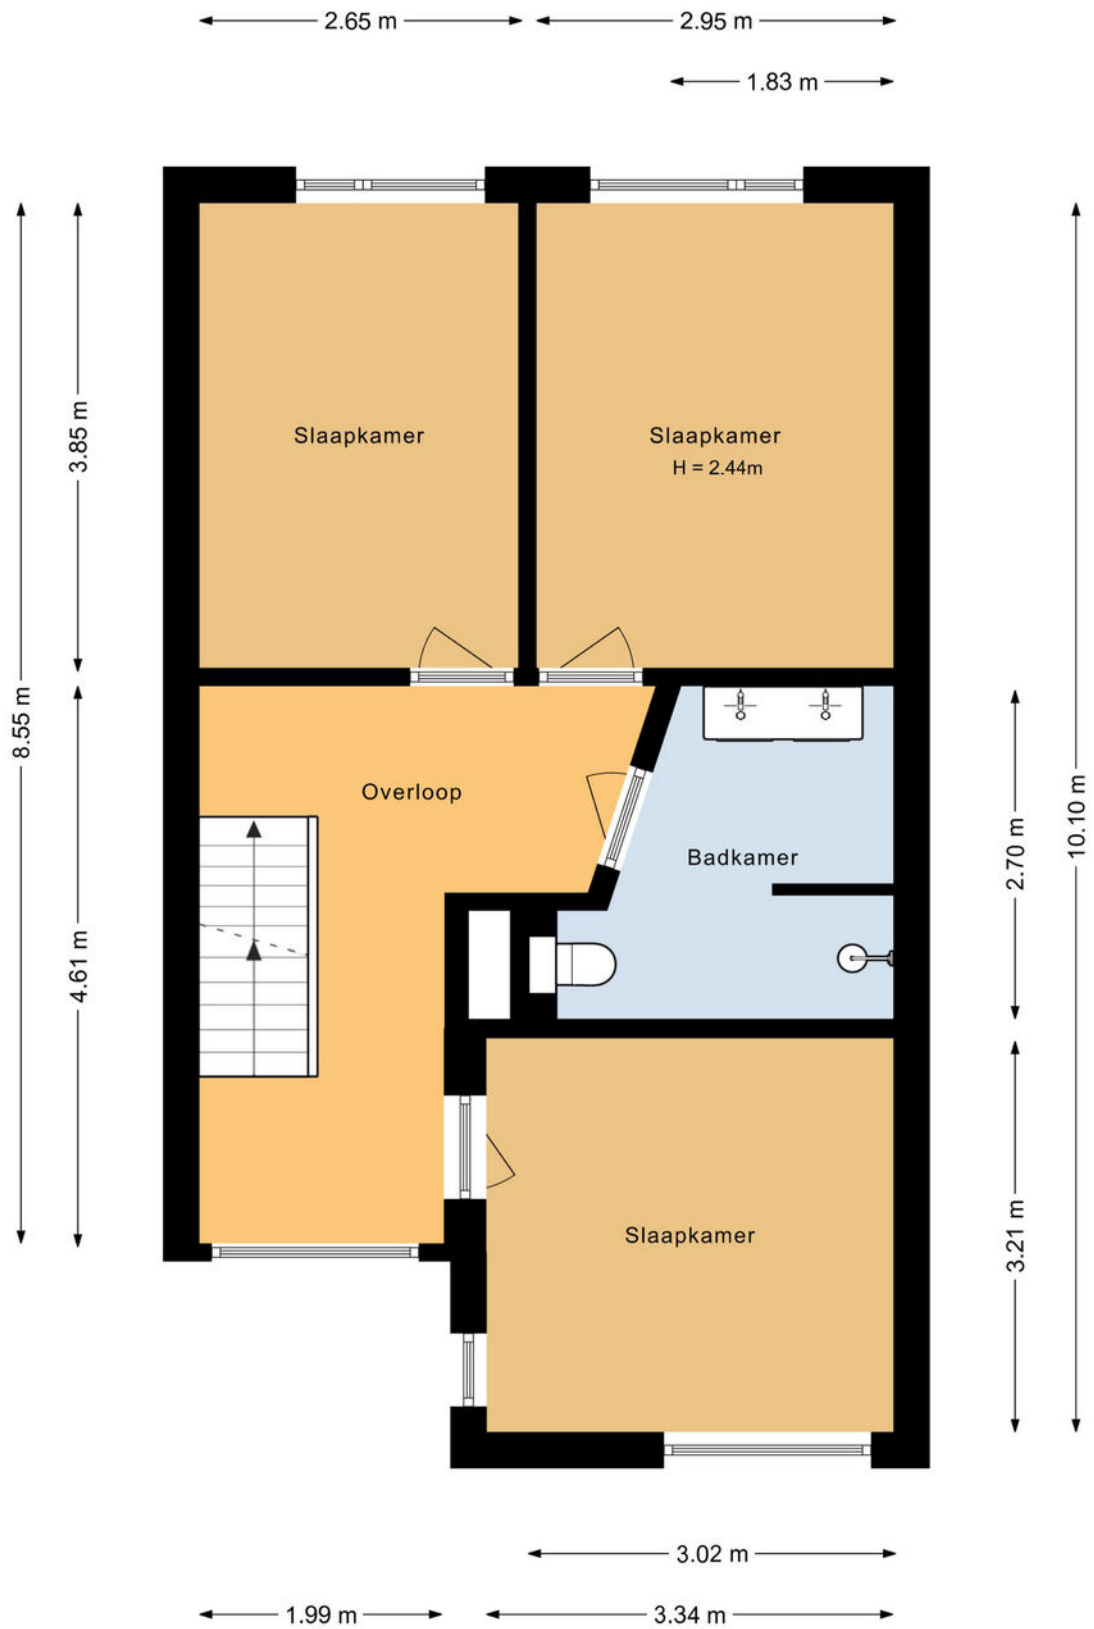 2.65 m
2.95 m
1.83 m
Slaapkamer
Slaapkamer
H = 2.44m
3.85 m
8.55 m
4.61 m
Overloop
Badkamer
2.70 m
10.10 m
3.21 m
Slaapkamer
3.02 m
1.99 m
3.34 m